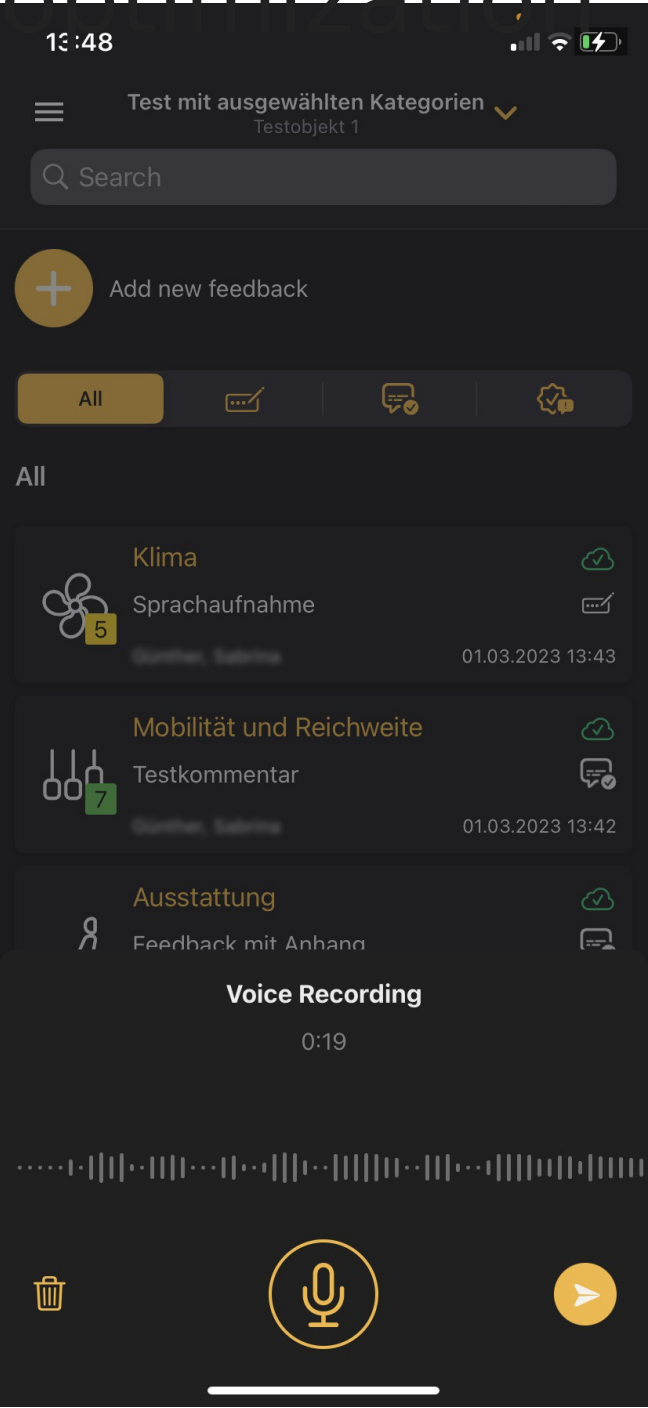 optimization
13:48
Test mit ausgewählten Kategorien
Testobjekt 1
Search
Add new feedback
All
All
Klima
5
Sprachaufnahme
01.03.2023 13:43
Mobilität und Reichweite
7
Testkommentar
01.03.2023 13:42
Ausstattung
Feedback mit Anhang
Voice Recording
0:19